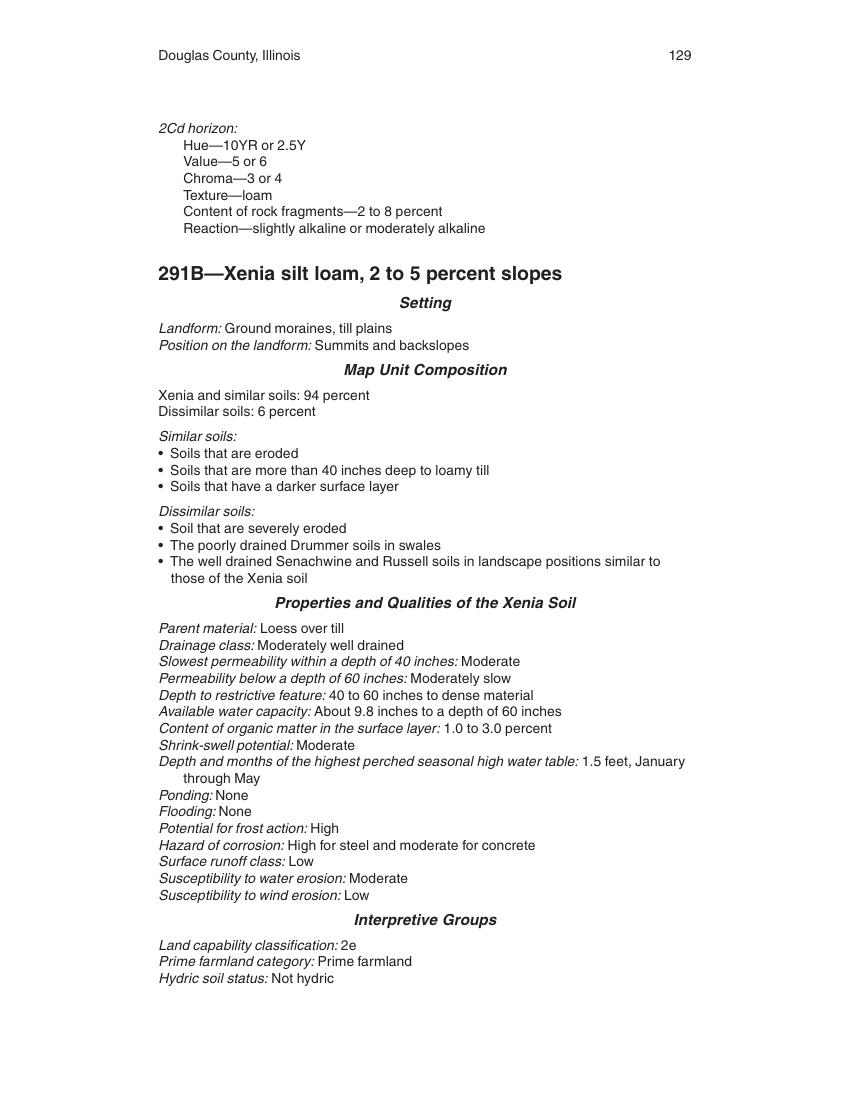 Douglas County, Illinois 129
2Cd horizon:
Hue—10YR or 2.5Y
Value—5 or 6
Chroma—3 or 4
Texture—loam
Content of rock fragments—2 to 8 percent
Reaction—slightly alkaline or moderately alkaline
291B—Xenia silt loam, 2 to 5 percent slopes
Setting
Landform: Ground moraines, till plains
Position on the landform: Summits and backslopes
Map Unit Composition
Xenia and similar soils: 94 percent
Dissimilar soils: 6 percent
Similar soils:
• Soils that are eroded
• Soils that are more than 40 inches deep to loamy till
• Soils that have a darker surface layer
Dissimilar soils:
• Soil that are severely eroded
• The poorly drained Drummer soils in swales
• The well drained Senachwine and Russell soils in landscape positions similar to
those of the Xenia soil
Properties and Qualities of the Xenia Soil
Parent material: Loess over till
Drainage class: Moderately well drained
Slowest permeability within a depth of 40 inches: Moderate
Permeability below a depth of 60 inches: Moderately slow
Depth to restrictive feature: 40 to 60 inches to dense material
Available water capacity: About 9.8 inches to a depth of 60 inches
Content of organic matter in the surface layer: 1.0 to 3.0 percent
Shrink-swell potential: Moderate
Depth and months of the highest perched seasonal high water table: 1.5 feet, January
through May
Ponding: None
Flooding: None
Potential for frost action: High
Hazard of corrosion: High for steel and moderate for concrete
Surface runoff class: Low
Susceptibility to water erosion: Moderate
Susceptibility to wind erosion: Low
Interpretive Groups
Land capability classification: 2e
Prime farmland category: Prime farmland
Hydric soil status: Not hydric